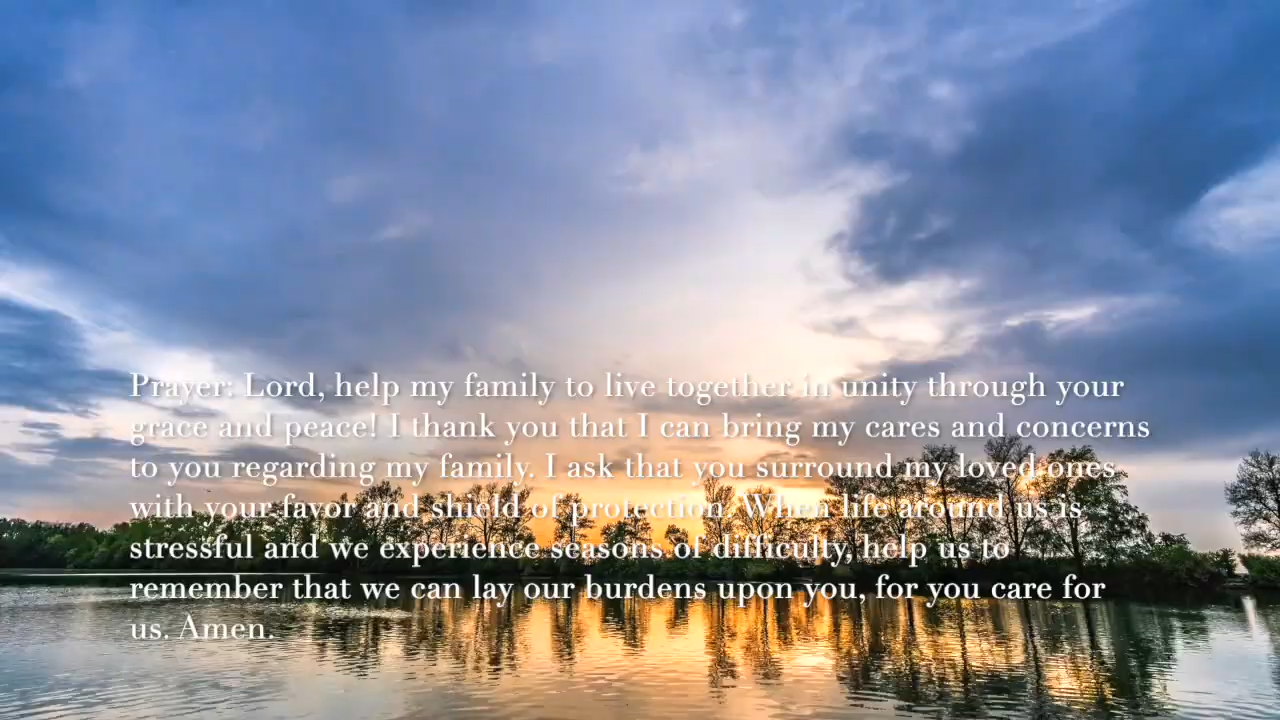 Prayer: Lord, help my family to live together in unity through your
grace and peace! I thank you that I can bring my cares and concerns
to you regarding my family. I ask that you surround my loved ones
with your favor and shield of protection. When life around us is
stressful and we experience seasons of difficulty, help us to
remember that we can lay our burdens upon you, for you care for
us. Amen.